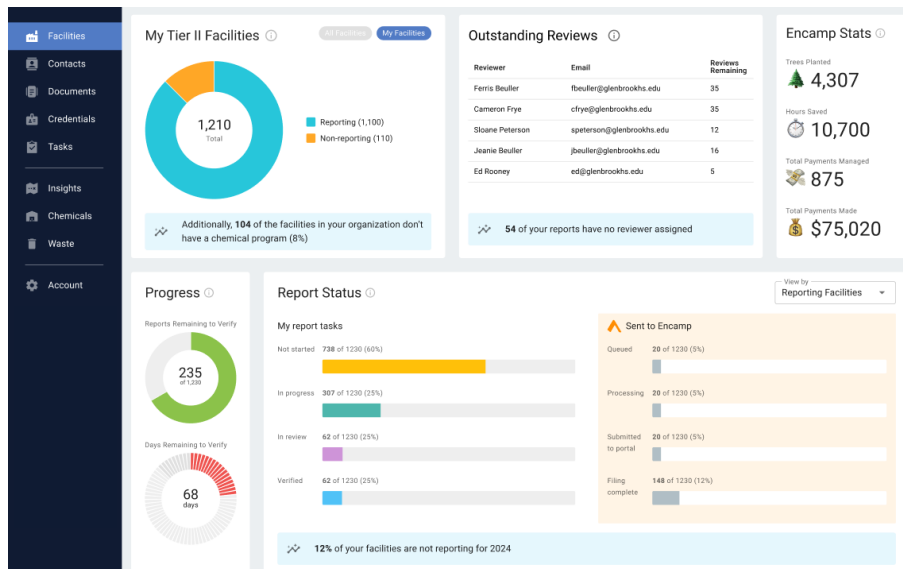 Facilities
Contacts
Documents
Credentials
Tasks
Insights
Chemicals
Waste
Account
My Tier II Facilities
All Facilities
My Facilities
1,210
Total
Reporting (1,100)
Non-reporting (110)
Additionally, 104 of the facilities in your organization don't
have a chemical program (8%)
Outstanding Reviews
Reviewer Email Reviews
Remaining
Ferris Beuller fbeuller@glenbrookhs.edu 35
Cameron Frye cfrye@glenbrookhs.edu 35
Sloane Peterson speterson@glenbrookhs.edu 12
Jeanie Beuller jbeuller@glenbrookhs.edu 16
Ed Rooney ed@glenbrookhs.edu 5
54 of your reports have no reviewer assigned
Encamp Stats
Trees Planted
4,307
Hours Saved
10,700
Total Payments Managed
875
Total Payments Made
$75,020
Progress
Reports Remaining to Verify
235
of 1,230
Days Remaining to Verify
68
days
Report Status
View by
Reporting Facilities
My report tasks
Not started 738 of 1230 (60%)
In progress 307 of 1230 (25%)
In review 62 of 1230 (25%)
Verified 62 of 1230 (25%)
Sent to Encamp
Queued 20 of 1230 (5%)
Processing 20 of 1230 (5%)
Submitted 20 of 1230 (5%)
to portal
Filing 148 of 1230 (12%)
complete
12% of your facilities are not reporting for 2024